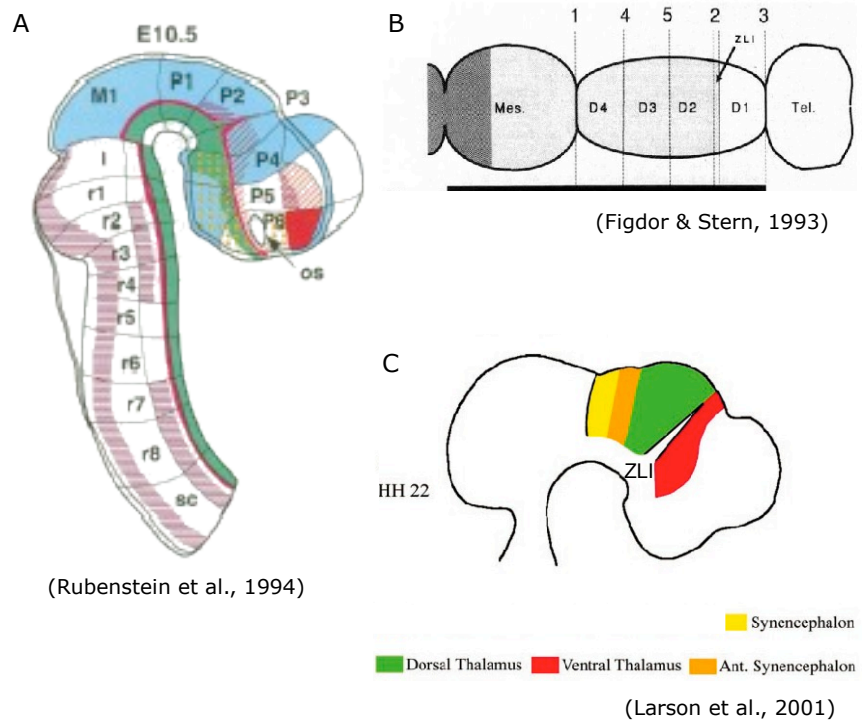 A
E10.5
M1
P1
P2
P3
P4
I
P5
r1
P6
r2
r3
os
r4
r5
r6
r7
r8
sc
(Rubenstein et al., 1994)
B
1 4 5 2 3
ZLI
Mes. D4 D3 D2 D1 Tel.
(Figdor & Stern, 1993)
C
ZLI
HH 22
Synencephalon
Dorsal Thalamus Ventral Thalamus Ant. Synencephalon
(Larson et al., 2001)